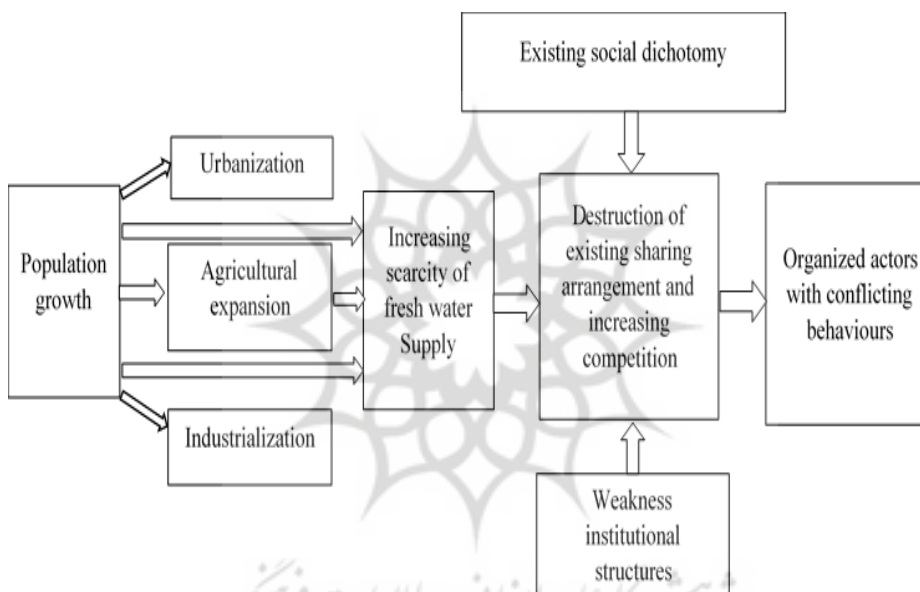 Existing social dichotomy
Urbanization
Population
growth
Agricultural
expansion
Industrialization
Increasing
scarcity of
fresh water
Supply
Destruction of
existing sharing
arrangement and
increasing
competition
Organized actors
with conflicting
behaviours
Weakness
institutional
structures